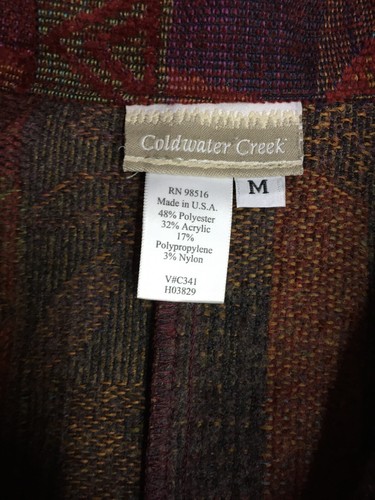 Coldwater Creek
M
RN 98516
Made in U.S.A.
48% Polyester
32% Acrylic
17%
Polypropylene
3% Nylon
V#C341
H03829